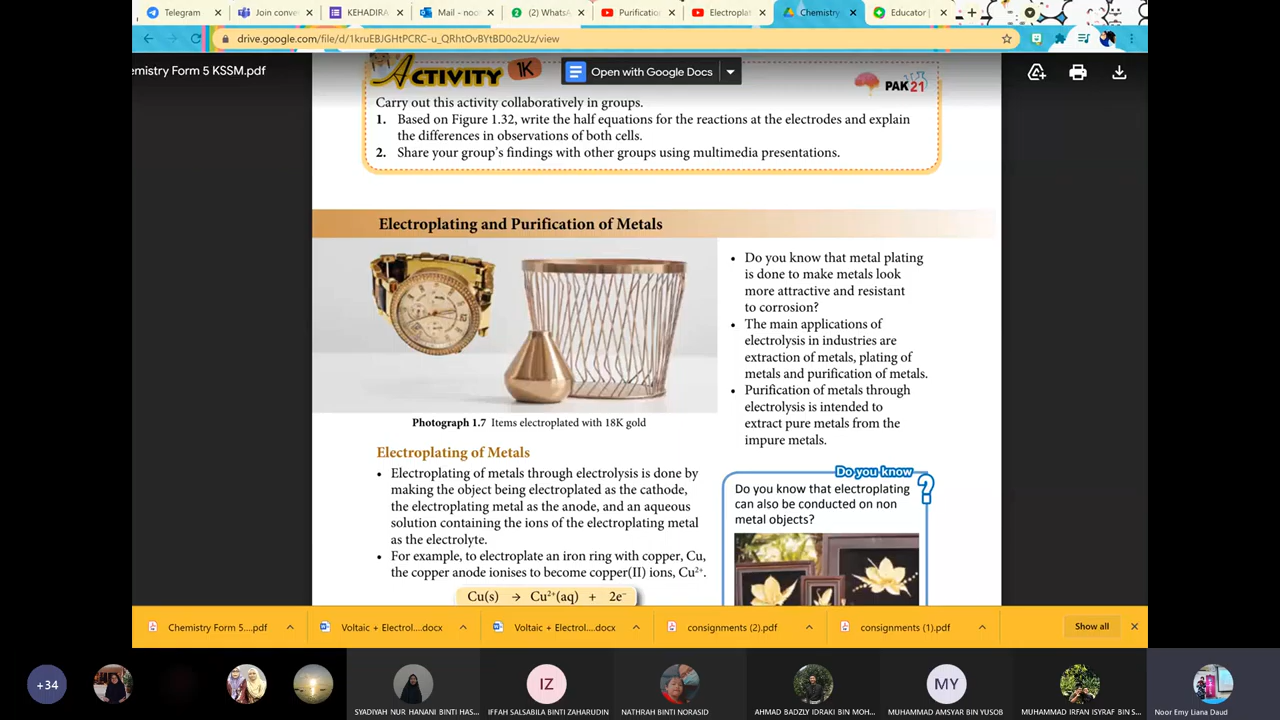 Telegram
Join conve
KEHADIRA
Mail - noo
(2) WhatsA
Purificatio
Electroplat
Chemistry
Educator |
drive.google.com/file/d/1kruEBJGHtPCRC-u_QRhtOvBYtBD0o2Uz/view
emistry Form 5 KSSM.pdf
Open with Google Docs
ACTIVITY 1K
PAK21
Carry out this activity collaboratively in groups.
1. Based on Figure 1.32, write the half equations for the reactions at the electrodes and explain
the differences in observations of both cells.
2. Share your group's findings with other groups using multimedia presentations.
Electroplating and Purification of Metals
• Do you know that metal plating
is done to make metals look
more attractive and resistant
to corrosion?
• The main applications of
electrolysis in industries are
extraction of metals, plating of
metals and purification of metals.
• Purification of metals through
electrolysis is intended to
extract pure metals from the
impure metals.
Photograph 1.7 Items electroplated with 18K gold
Electroplating of Metals
• Electroplating of metals through electrolysis is done by
making the object being electroplated as the cathode,
the electroplating metal as the anode, and an aqueous
solution containing the ions of the electroplating metal
as the electrolyte.
• For example, to electroplate an iron ring with copper, Cu,
the copper anode ionises to become copper(II) ions, Cu²⁺.
Cu(s) → Cu²⁺(aq) + 2e⁻
Do you know ?
Do you know that electroplating
can also be conducted on non
metal objects?
Chemistry Form 5....pdf
Voltaic + Electrol....docx
Voltaic + Electrol....docx
consignments (2).pdf
consignments (1).pdf
Show all
+34
IZ
MY
SYADIYAH NUR HANANI BINTI HAS...
IFFAH SALSABILA BINTI ZAHARUDIN
NATHRAH BINTI NORASID
AHMAD BADZLY IDRAKI BIN MOH...
MUHAMMAD AMSYAR BIN YUSOB
MUHAMMAD IRFAN ISYRAF BIN S...
Noor Emy Liana Daud